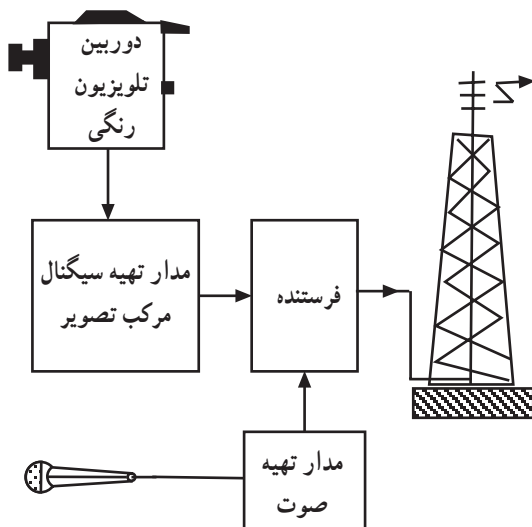 دوربین
تلویزیون
رنگی
مدار تهیه سیگنال
مرکب تصویر
فرستنده
مدار تهیه
صوت